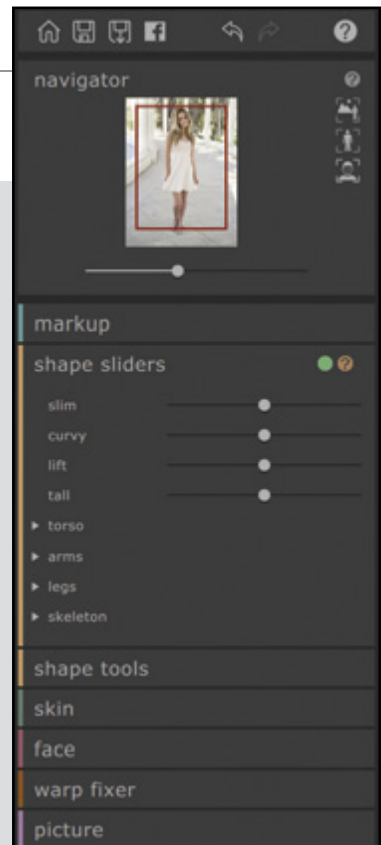 navigator
markup
shape sliders
slim
curvy
lift
tall
torso
arms
legs
skeleton
shape tools
skin
face
warp fixer
picture